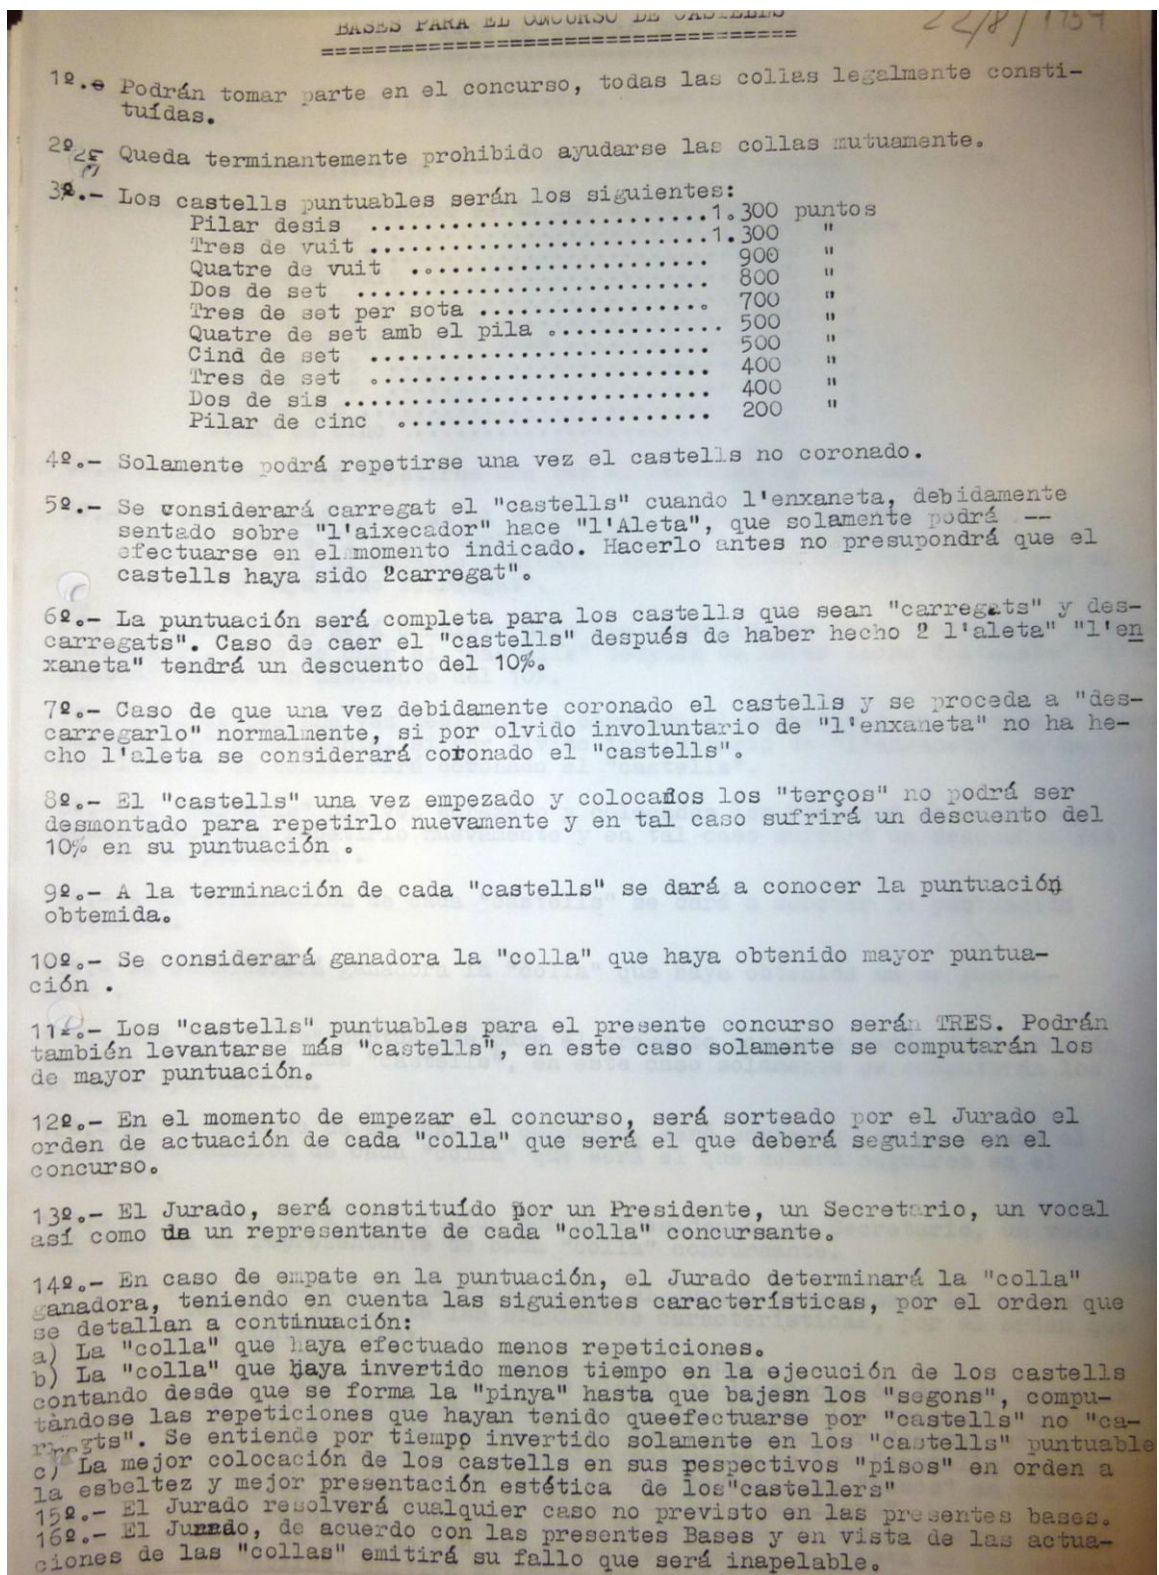 BASES PARA EL CONCURSO DE CASTELLS
22/8/1954
===================================
1º.- Podrán tomar parte en el concurso, todas las collas legalmente consti-
tuídas.
2º.- Queda terminantemente prohibido ayudarse las collas mutuamente.
3º.- Los castells puntuables serán los siguientes:
Pilar desis ...............................1.300 puntos
Tres de vuit ..............................1.300 "
Quatre de vuit ........................... 900 "
Dos de set ............................... 800 "
Tres de set per sota ..................... 700 "
Quatre de set amb el pila ............. 500 "
Cind de set .............................. 500 "
Tres de set .............................. 400 "
Dos de sis ............................... 400 "
Pilar de cinc ............................ 200 "
4º.- Solamente podrá repetirse una vez el castells no coronado.
5º.- Se considerará carregat el "castells" cuando l'enxaneta, debidamente
sentado sobre "l'aixecador" hace "l'Aleta", que solamente podrá --
efectuarse en el momento indicado. Hacerlo antes no presupondrá que el
castells haya sido 2carregat".
6º.- La puntuación será completa para los castells que sean "carregats" y des-
carregats". Caso de caer el "castells" después de haber hecho 2 l'aleta" "l'en
xaneta" tendrá un descuento del 10%.
7º.- Caso de que una vez debidamente coronado el castells y se proceda a "des-
carregarlo" normalmente, si por olvido involuntario de "l'enxaneta" no ha he-
cho l'aleta se considerará coronado el "castells".
8º.- El "castells" una vez empezado y colocados los "terços" no podrá ser
desmontado para repetirlo nuevamente y en tal caso sufrirá un descuento del
10% en su puntuación .
9º.- A la terminación de cada "castells" se dará a conocer la puntuación
obtemida.
10º.- Se considerará ganadora la "colla" que haya obtenido mayor puntua-
ción .
11º.- Los "castells" puntuables para el presente concurso serán TRES. Podrán
también levantarse más "castells", en este caso solamente se computarán los
de mayor puntuación.
12º.- En el momento de empezar el concurso, será sorteado por el Jurado el
orden de actuación de cada "colla" que será el que deberá seguirse en el
concurso.
13º.- El Jurado, será constituído por un Presidente, un Secretario, un vocal
así como de un representante de cada "colla" concursante.
14º.- En caso de empate en la puntuación, el Jurado determinará la "colla"
ganadora, teniendo en cuenta las siguientes características, por el orden que
se detallan a continuación:
a) La "colla" que haya efectuado menos repeticiones.
b) La "colla" que haya invertido menos tiempo en la ejecución de los castells
contando desde que se forma la "pinya" hasta que bajesn los "segons", compu-
tàndose las repeticiones que hayan tenido queefectuarse por "castells" no "ca-
rregts". Se entiende por tiempo invertido solamente en los "castells" puntuable
c) La mejor colocación de los castells en sus pespectivos "pisos" en orden a
la esbeltez y mejor presentación estética de los"castellers"
15º.- El Jurado resolverá cualquier caso no previsto en las presentes bases.
16º.- El Jurado, de acuerdo con las presentes Bases y en vista de las actua-
ciones de las "collas" emitirá su fallo que será inapelable.